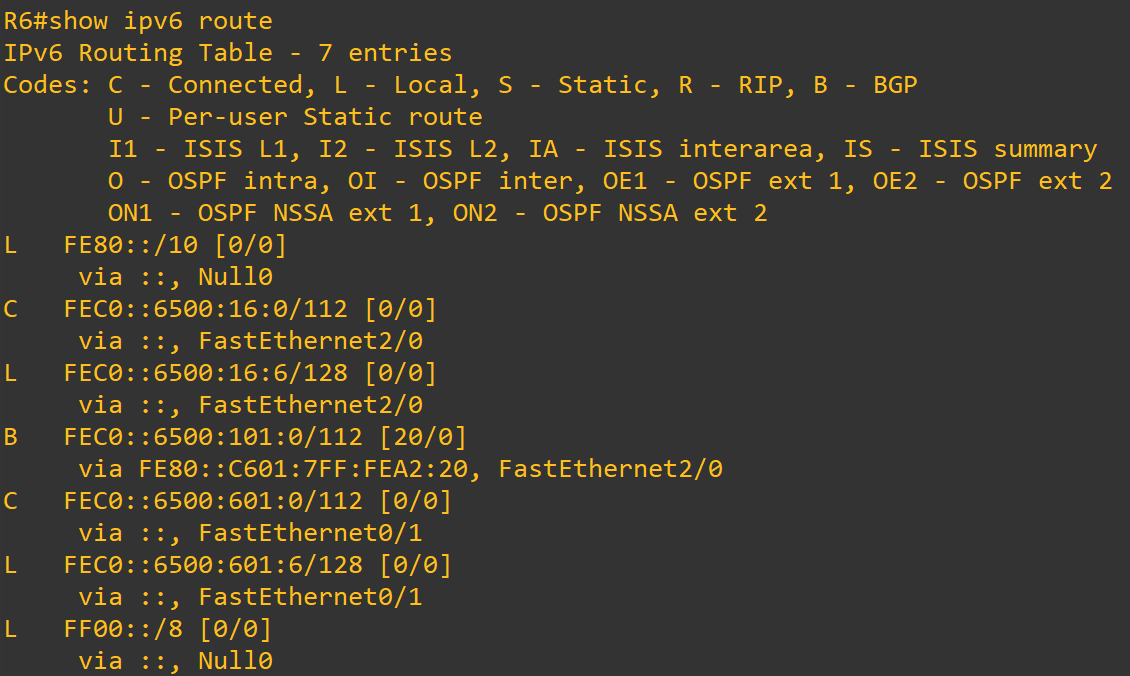 R6#show ipv6 route
IPv6 Routing Table - 7 entries
Codes: C - Connected, L - Local, S - Static, R - RIP, B - BGP
       U - Per-user Static route
       I1 - ISIS L1, I2 - ISIS L2, IA - ISIS interarea, IS - ISIS summary
       O - OSPF intra, OI - OSPF inter, OE1 - OSPF ext 1, OE2 - OSPF ext 2
       ON1 - OSPF NSSA ext 1, ON2 - OSPF NSSA ext 2
L   FE80::/10 [0/0]
     via ::, Null0
C   FEC0::6500:16:0/112 [0/0]
     via ::, FastEthernet2/0
L   FEC0::6500:16:6/128 [0/0]
     via ::, FastEthernet2/0
B   FEC0::6500:101:0/112 [20/0]
     via FE80::C601:7FF:FEA2:20, FastEthernet2/0
C   FEC0::6500:601:0/112 [0/0]
     via ::, FastEthernet0/1
L   FEC0::6500:601:6/128 [0/0]
     via ::, FastEthernet0/1
L   FF00::/8 [0/0]
     via ::, Null0